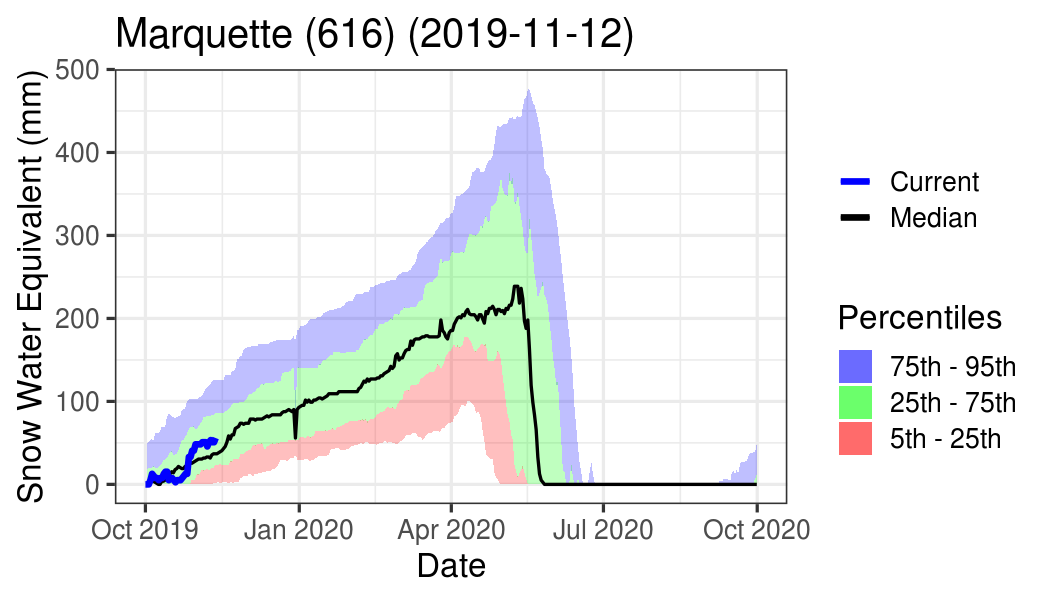 Marquette (616) (2019-11-12)
Snow Water Equivalent (mm)
500
400
300
200
100
0
Oct 2019
Jan 2020
Apr 2020
Jul 2020
Oct 2020
Date
Current
Median
Percentiles
75th - 95th
25th - 75th
5th - 25th